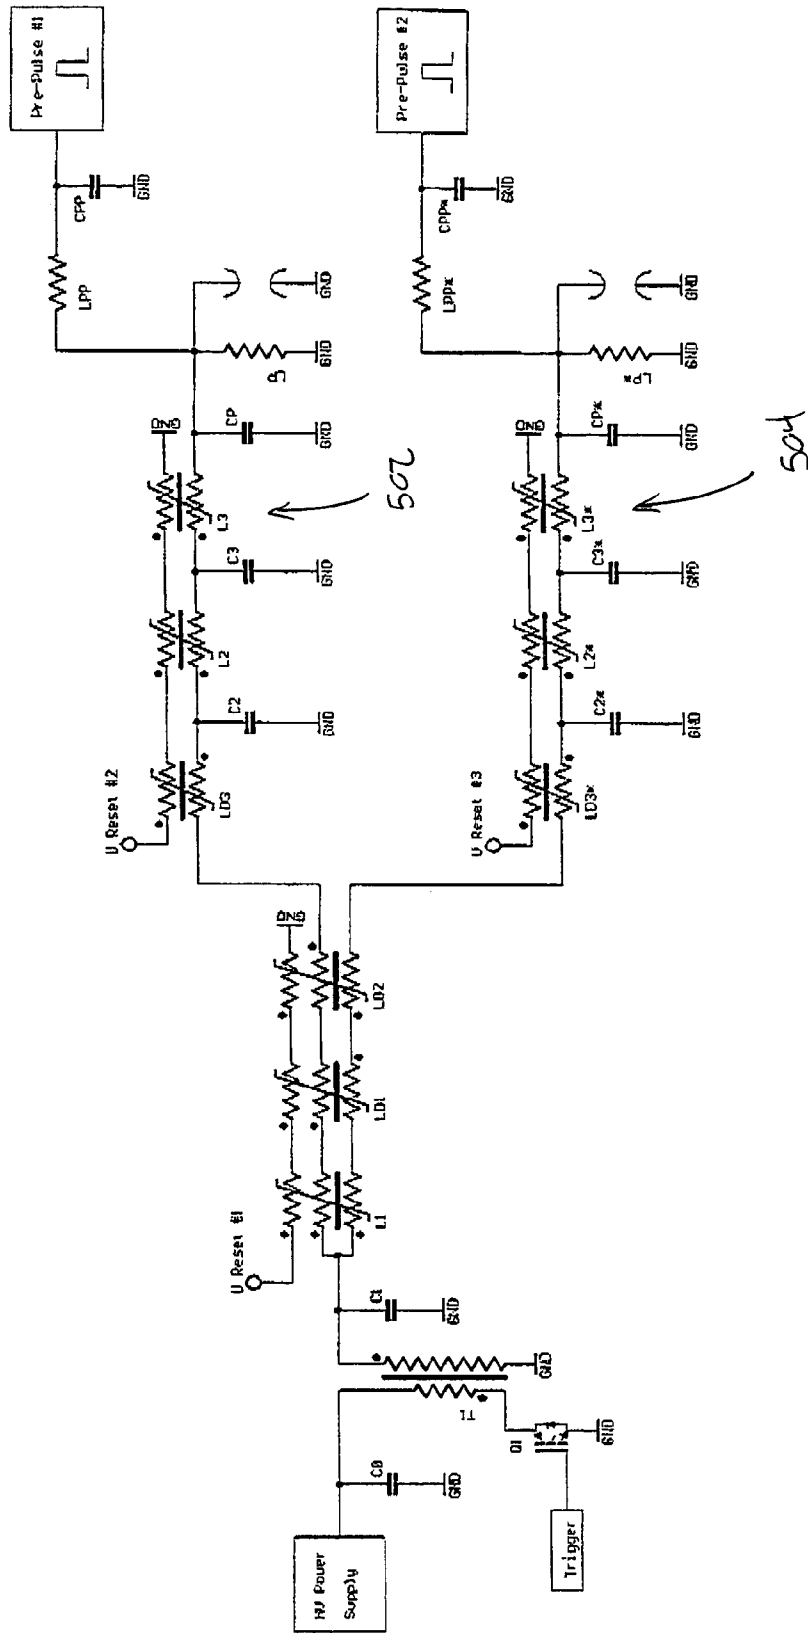 Pre-Pulse #1
CPP
GND
LPP
GND
LP
GND
CP
GND
GND
L3
502
C3
GND
L2
C2
GND
U Reset #2
LD3
Pre-Pulse #2
CPP*
GND
LPP*
GND
LP*
GND
CP*
GND
GND
L3*
504
C3*
GND
L2*
C2*
GND
U Reset #3
LD3*
GND
LD2
LD1
L1
U Reset #1
C1
GND
GND
T1
Q1
GND
C0
GND
HV Power
Supply
Trigger